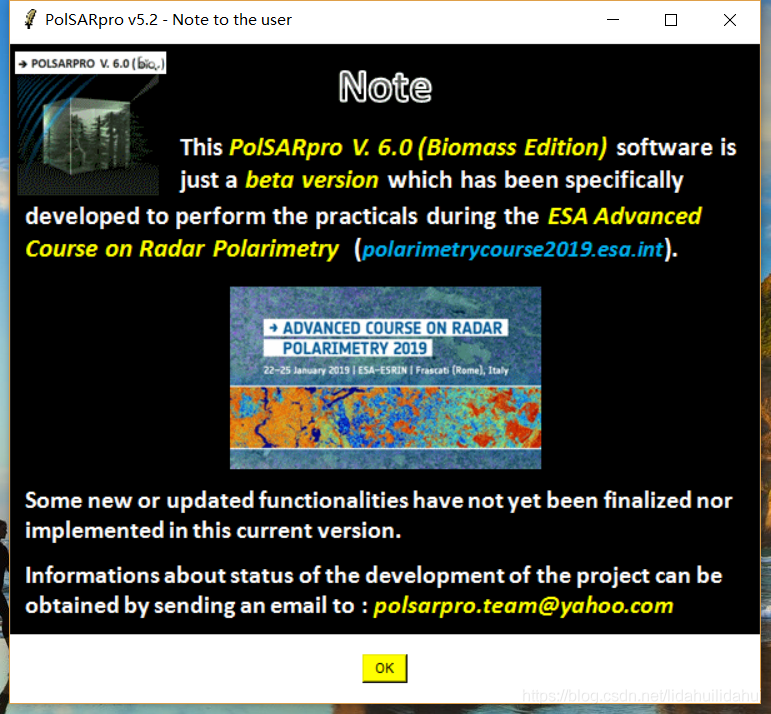 PolSARpro v5.2 - Note to the user
→ POLSARPRO V. 6.0 (bio.)
Note
This PolSARpro V. 6.0 (Biomass Edition) software is
just a beta version which has been specifically
developed to perform the practicals during the ESA Advanced
Course on Radar Polarimetry (polarimetrycourse2019.esa.int).
→ ADVANCED COURSE ON RADAR
POLARIMETRY 2019
22–25 January 2019 | ESA–ESRIN | Frascati (Rome), Italy
Some new or updated functionalities have not yet been finalized nor
implemented in this current version.
Informations about status of the development of the project can be
obtained by sending an email to : polsarpro.team@yahoo.com
OK
https://blog.csdn.net/lidahuilidahui